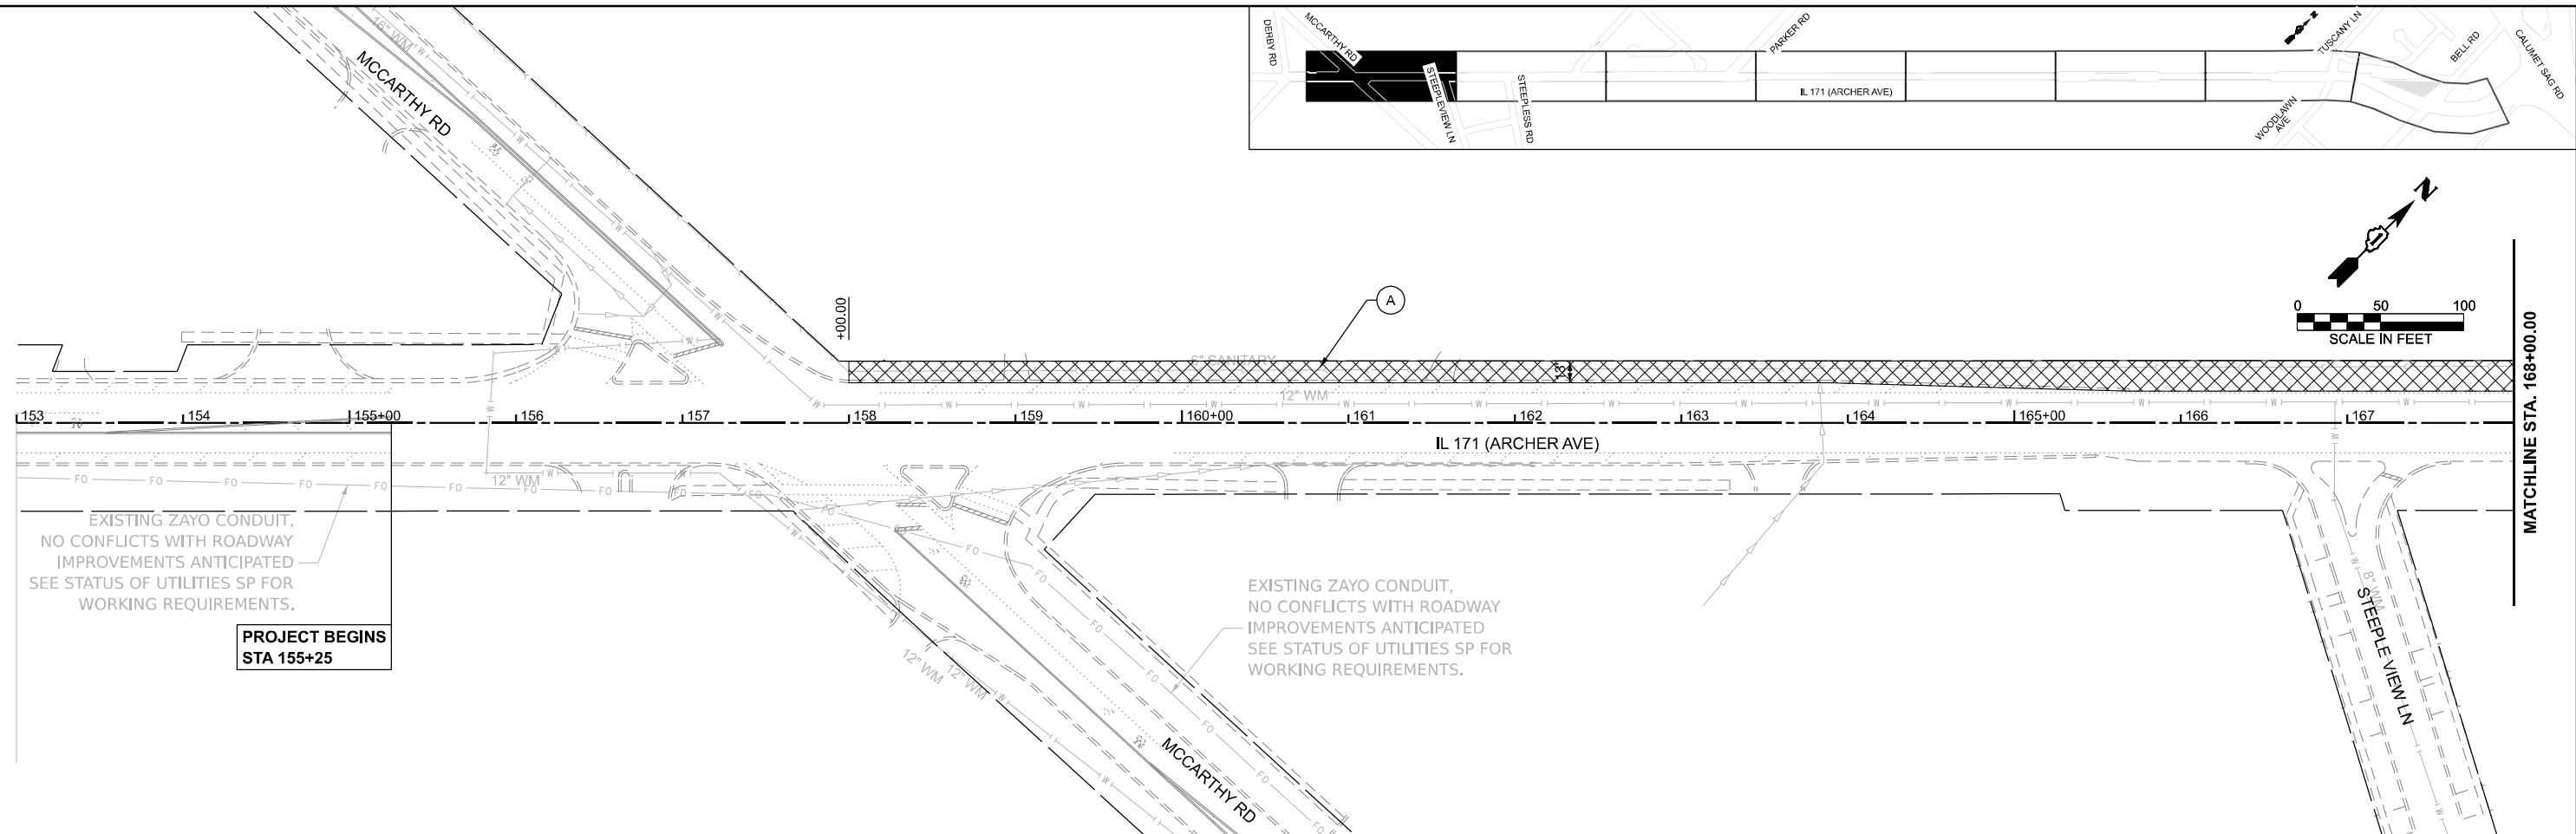 DERBY RD
MCCARTHY RD
STEEPLEVIEW LN
STEEPLESS RD
PARKER RD
IL 171 (ARCHER AVE)
TUSCANY LN
WOODLAWN
AVE
BELL RD
CALUMET SAG RD
N
0 50 100
SCALE IN FEET
MATCHLINE STA. 168+00.00
16" WM
MCCARTHY RD
+00.00
A
6" SANITARY
13'
12" WM
153 154 155+00 156 157 158 159 160+00 161 162 163 164 165+00 166 167
IL 171 (ARCHER AVE)
12" WM
EXISTING ZAYO CONDUIT,
NO CONFLICTS WITH ROADWAY
IMPROVEMENTS ANTICIPATED
SEE STATUS OF UTILITIES SP FOR
WORKING REQUIREMENTS.
PROJECT BEGINS
STA 155+25
12" WM
12" WM
MCCARTHY RD
EXISTING ZAYO CONDUIT,
NO CONFLICTS WITH ROADWAY
IMPROVEMENTS ANTICIPATED
SEE STATUS OF UTILITIES SP FOR
WORKING REQUIREMENTS.
8" WM
STEEPLE VIEW LN